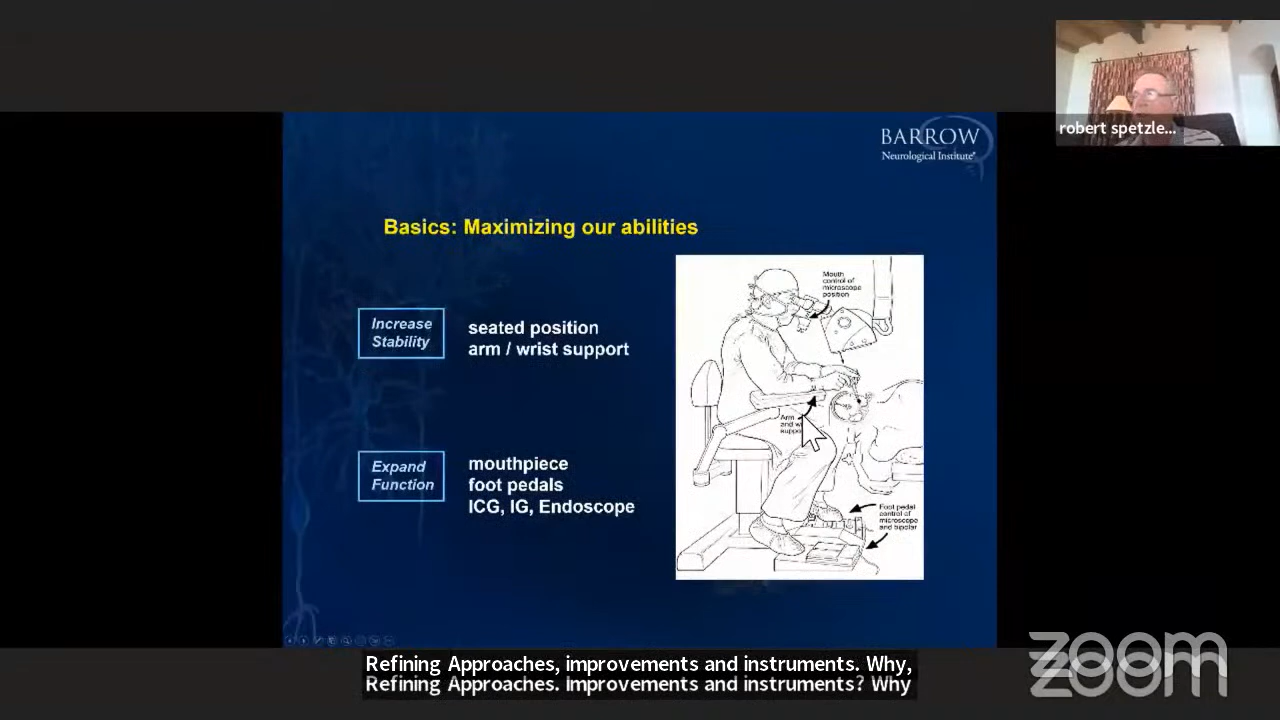 robert spetzle...
BARROW
Neurological Institute®
Basics: Maximizing our abilities
Increase
Stability
seated position
arm / wrist support
Mouth
control of
microscope
position
Arm
and w
suppo
Expand
Function
mouthpiece
foot pedals
ICG, IG, Endoscope
Foot pedal
control of
microscope
and bipolar
zoom
Refining Approaches, improvements and instruments. Why,
Refining Approaches. Improvements and instruments? Why